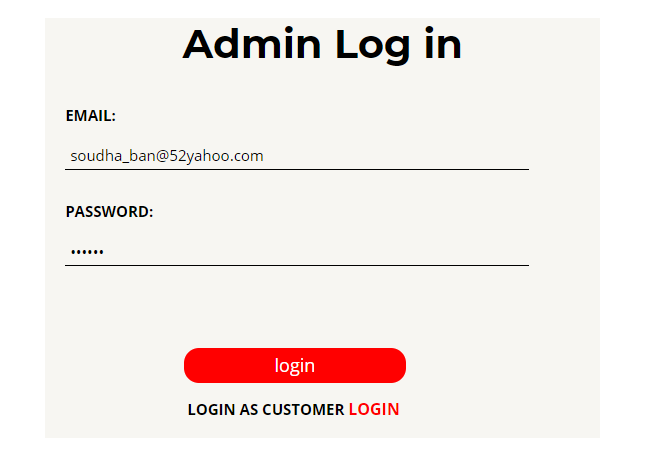 Admin Log in
EMAIL:
soudha_ban@52yahoo.com
PASSWORD:
••••••
login
LOGIN AS CUSTOMER LOGIN